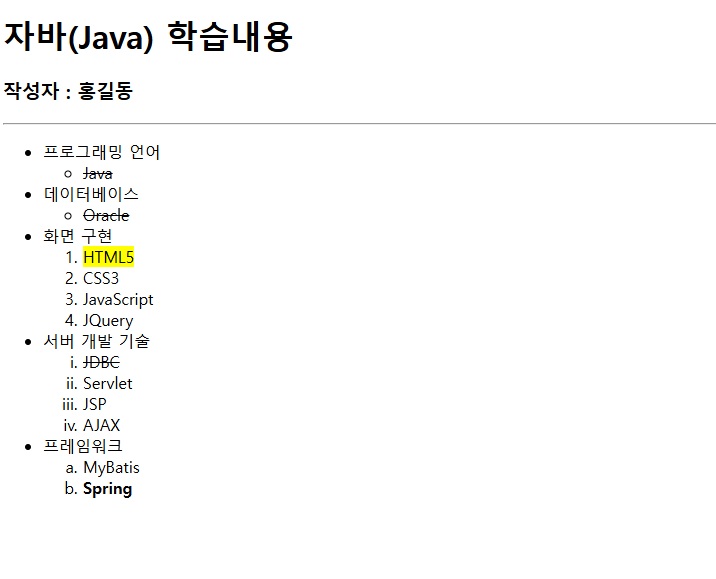 자바(Java) 학습내용
작성자 : 홍길동
프로그래밍 언어
Java
데이터베이스
Oracle
화면 구현
1. HTML5
2. CSS3
3. JavaScript
4. JQuery
서버 개발 기술
i. JDBC
ii. Servlet
iii. JSP
iv. AJAX
프레임워크
a. MyBatis
b. Spring